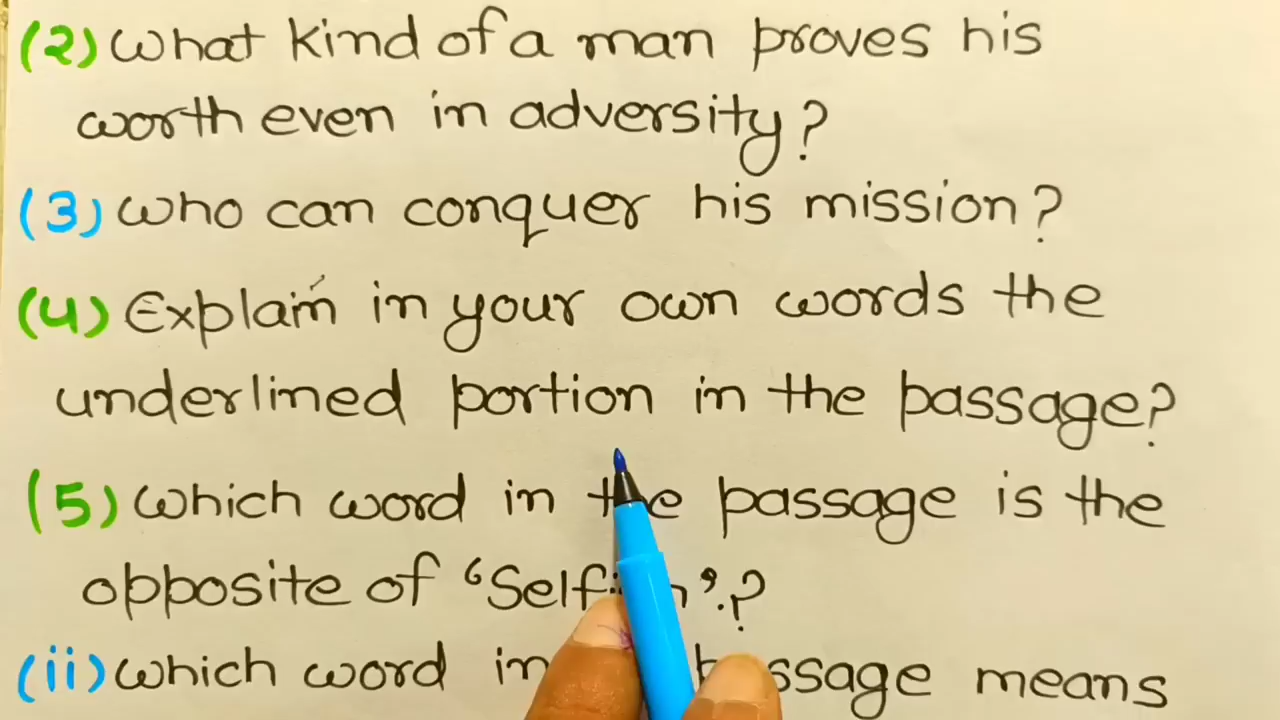 (2) What kind of a man proves his
worth even in adversity?
(3) Who can conquer his mission?
(4) Explain in your own words the
underlined portion in the passage?
(5) Which word in the passage is the
opposite of ‘Selfish’.?
(ii) Which word in passage means